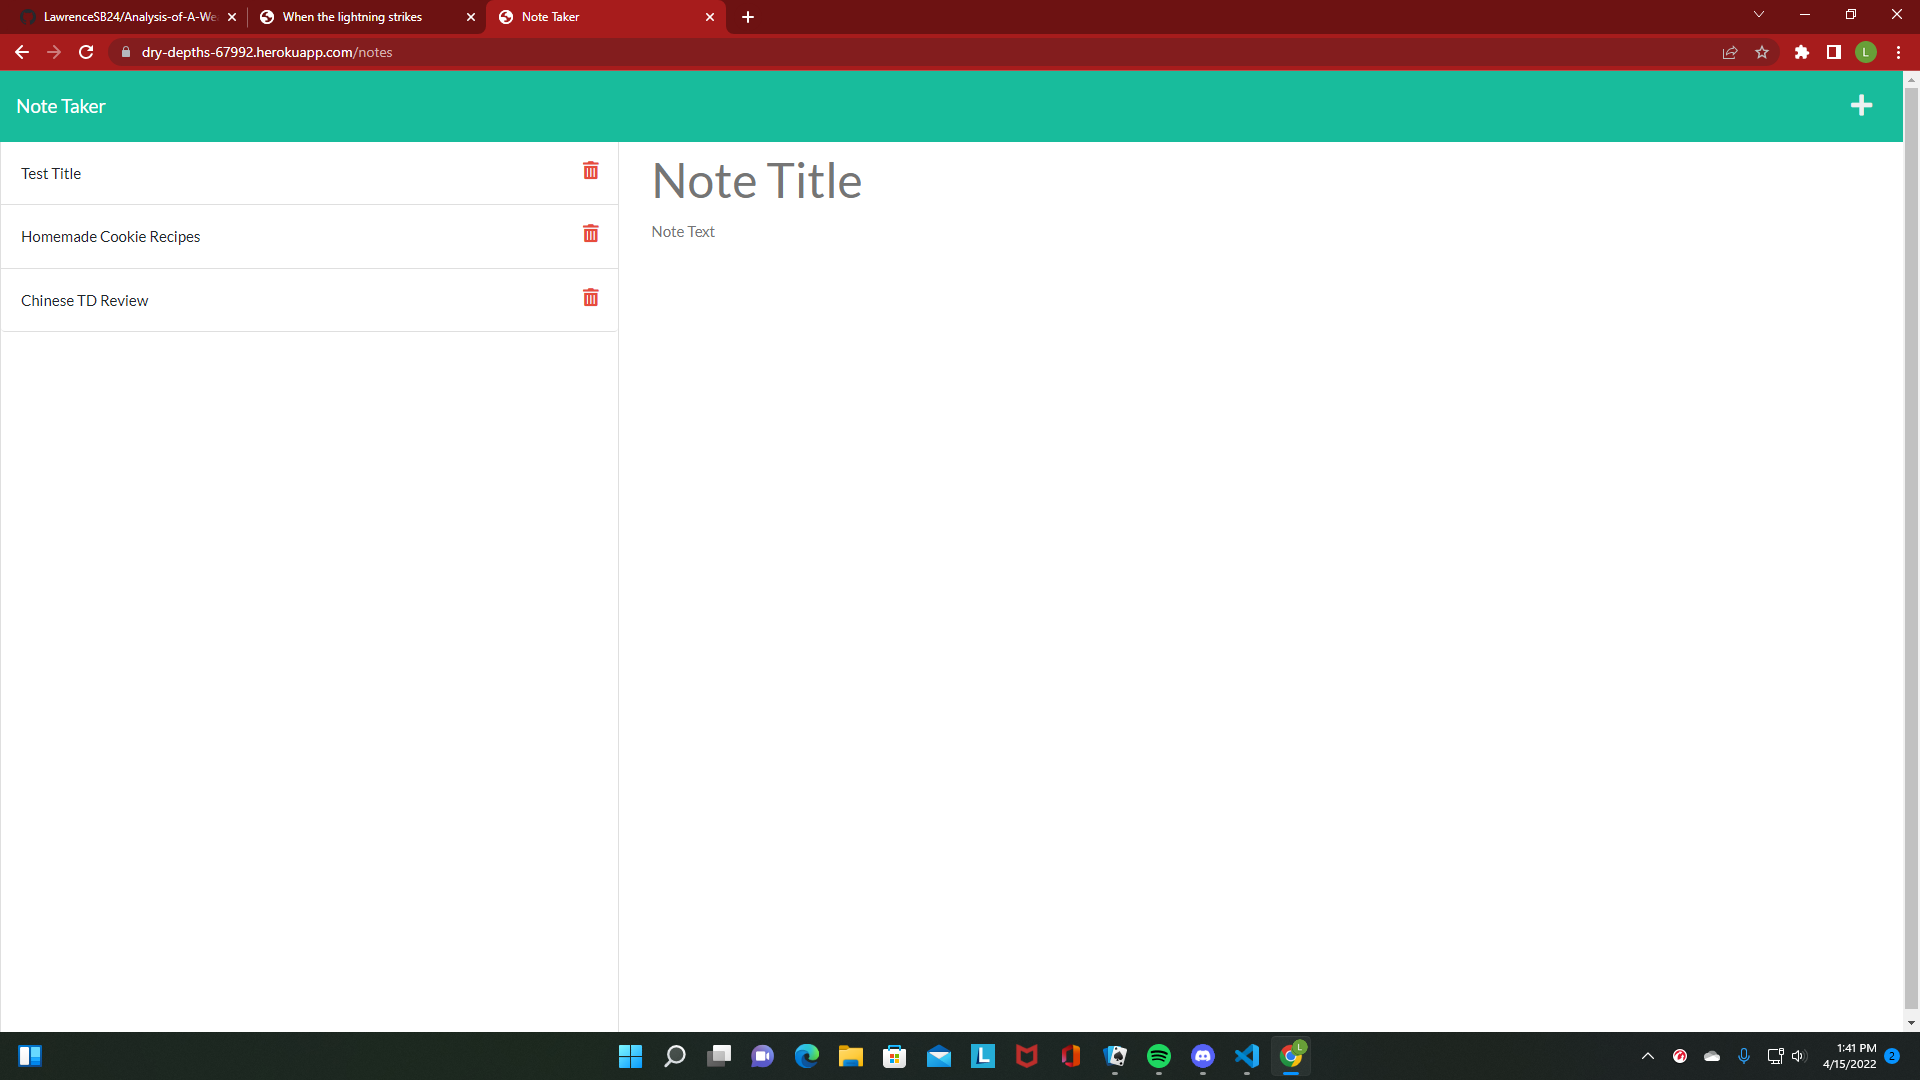 LawrenceSB24/Analysis-of-A-We
When the lightning strikes
Note Taker
dry-depths-67992.herokuapp.com/notes
L
Note Taker
Test Title
Homemade Cookie Recipes
Chinese TD Review
Note Title
Note Text
L
L
1:41 PM
4/15/2022
2